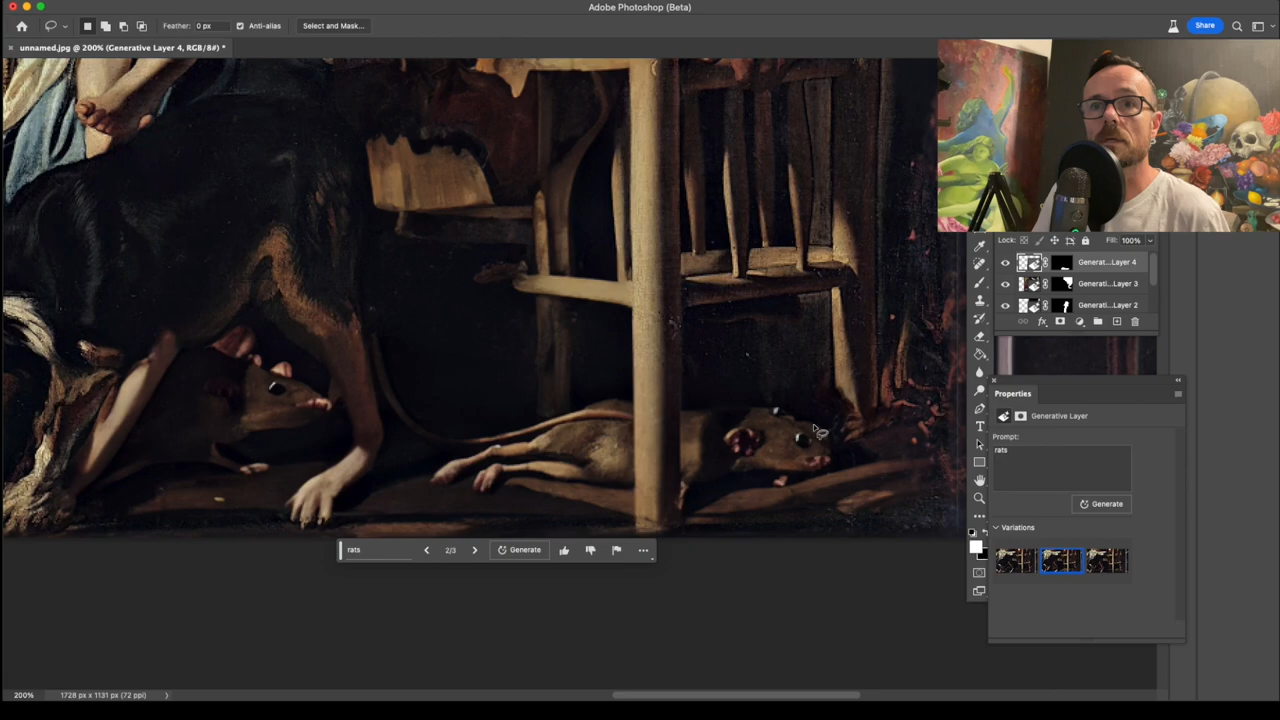 Adobe Photoshop (Beta)
Feather: 0 px
Anti-alias
Select and Mask...
Share
unnamed.jpg @ 200% (Generative Layer 4, RGB/8#) *
Lock:
Fill: 100%
Generat...Layer 4
Generati...Layer 3
Generati...Layer 2
fx
Properties
Generative Layer
Prompt:
rats
Generate
Variations
rats
2/3
Generate
200%
1728 px x 1131 px (72 ppi)